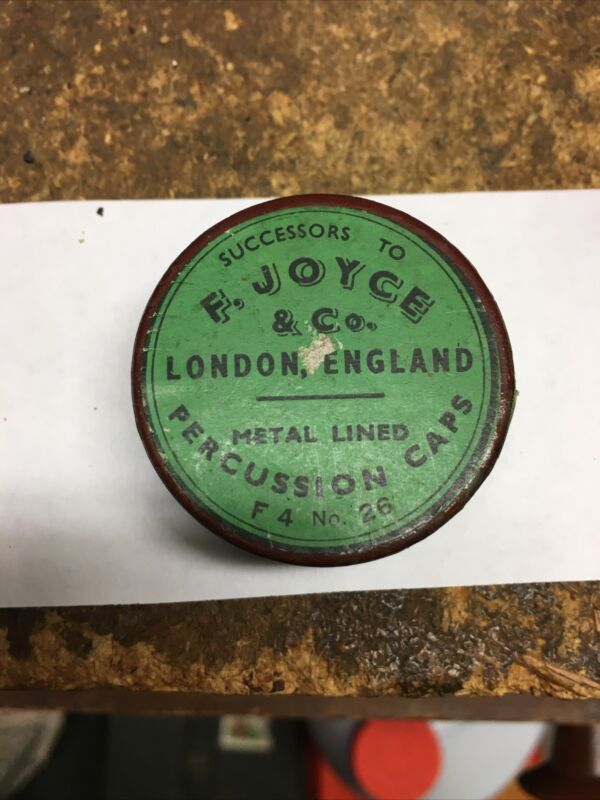 SUCCESSORS TO
F. JOYCE
& Co.
LONDON, ENGLAND
METAL LINED
PERCUSSION CAPS
F 4 No. 26